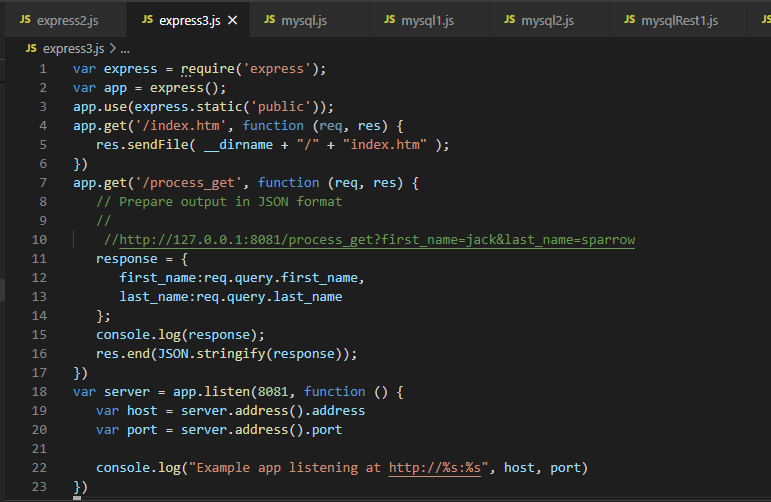 JS express2.js JS express3.js × JS mysql.js JS mysql1.js JS mysql2.js JS mysqlRest1.js JS
JS express3.js > ...
1 var express = require('express');
2 var app = express();
3 app.use(express.static('public'));
4 app.get('/index.htm', function (req, res) {
5    res.sendFile( __dirname + "/" + "index.htm" );
6 })
7 app.get('/process_get', function (req, res) {
8    // Prepare output in JSON format
9    //
10     //http://127.0.0.1:8081/process_get?first_name=jack&last_name=sparrow
11    response = {
12       first_name:req.query.first_name,
13       last_name:req.query.last_name
14    };
15    console.log(response);
16    res.end(JSON.stringify(response));
17 })
18 var server = app.listen(8081, function () {
19    var host = server.address().address
20    var port = server.address().port
21
22    console.log("Example app listening at http://%s:%s", host, port)
23 })